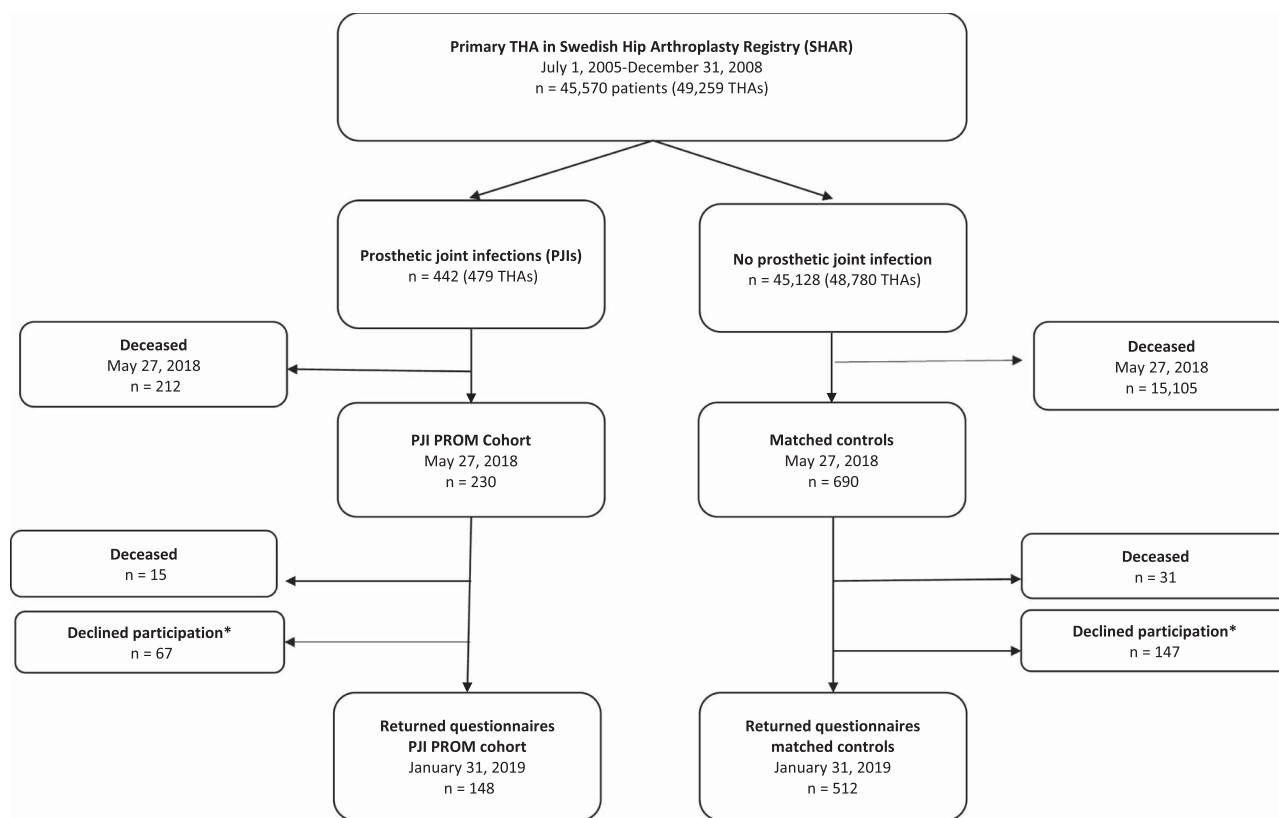 Primary THA in Swedish Hip Arthroplasty Registry (SHAR)
July 1, 2005-December 31, 2008
n = 45,570 patients (49,259 THAs)
Prosthetic joint infections (PJIs)
n = 442 (479 THAs)
No prosthetic joint infection
n = 45,128 (48,780 THAs)
Deceased
May 27, 2018
n = 212
Deceased
May 27, 2018
n = 15,105
PJI PROM Cohort
May 27, 2018
n = 230
Matched controls
May 27, 2018
n = 690
Deceased
n = 15
Deceased
n = 31
Declined participation*
n = 67
Declined participation*
n = 147
Returned questionnaires
PJI PROM cohort
January 31, 2019
n = 148
Returned questionnaires
matched controls
January 31, 2019
n = 512